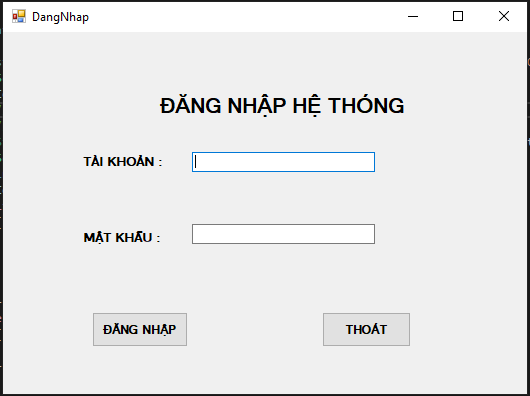 DangNhap
ĐĂNG NHẬP HỆ THỐNG
TÀI KHOẢN :
MẬT KHẨU :
ĐĂNG NHẬP
THOÁT